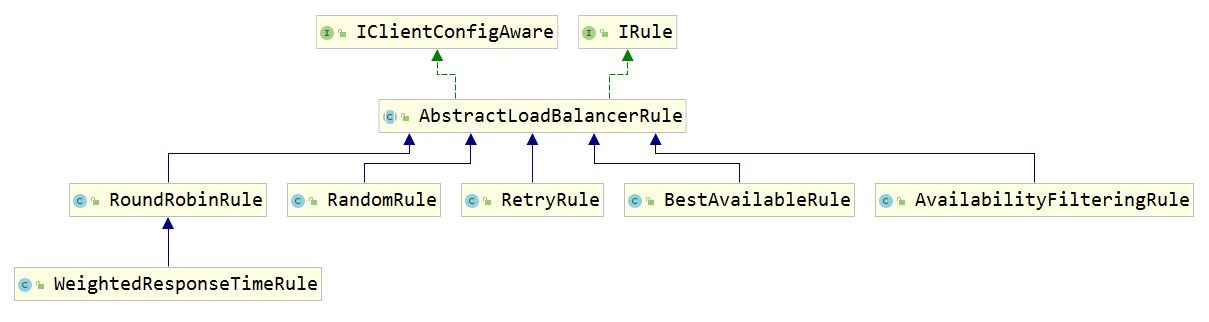 IClientConfigAware
IRule
AbstractLoadBalancerRule
RoundRobinRule
RandomRule
RetryRule
BestAvailableRule
AvailabilityFilteringRule
WeightedResponseTimeRule